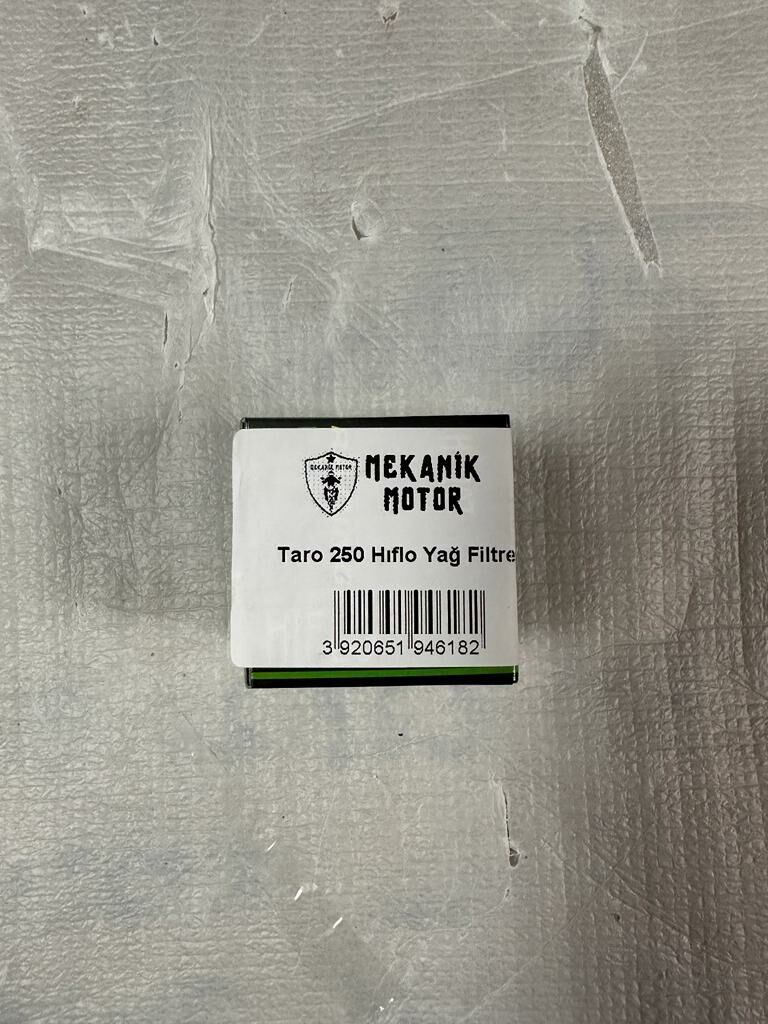 MEKANİK
MOTOR
Taro 250 Hıflo Yağ Filtre
3 920651 946182